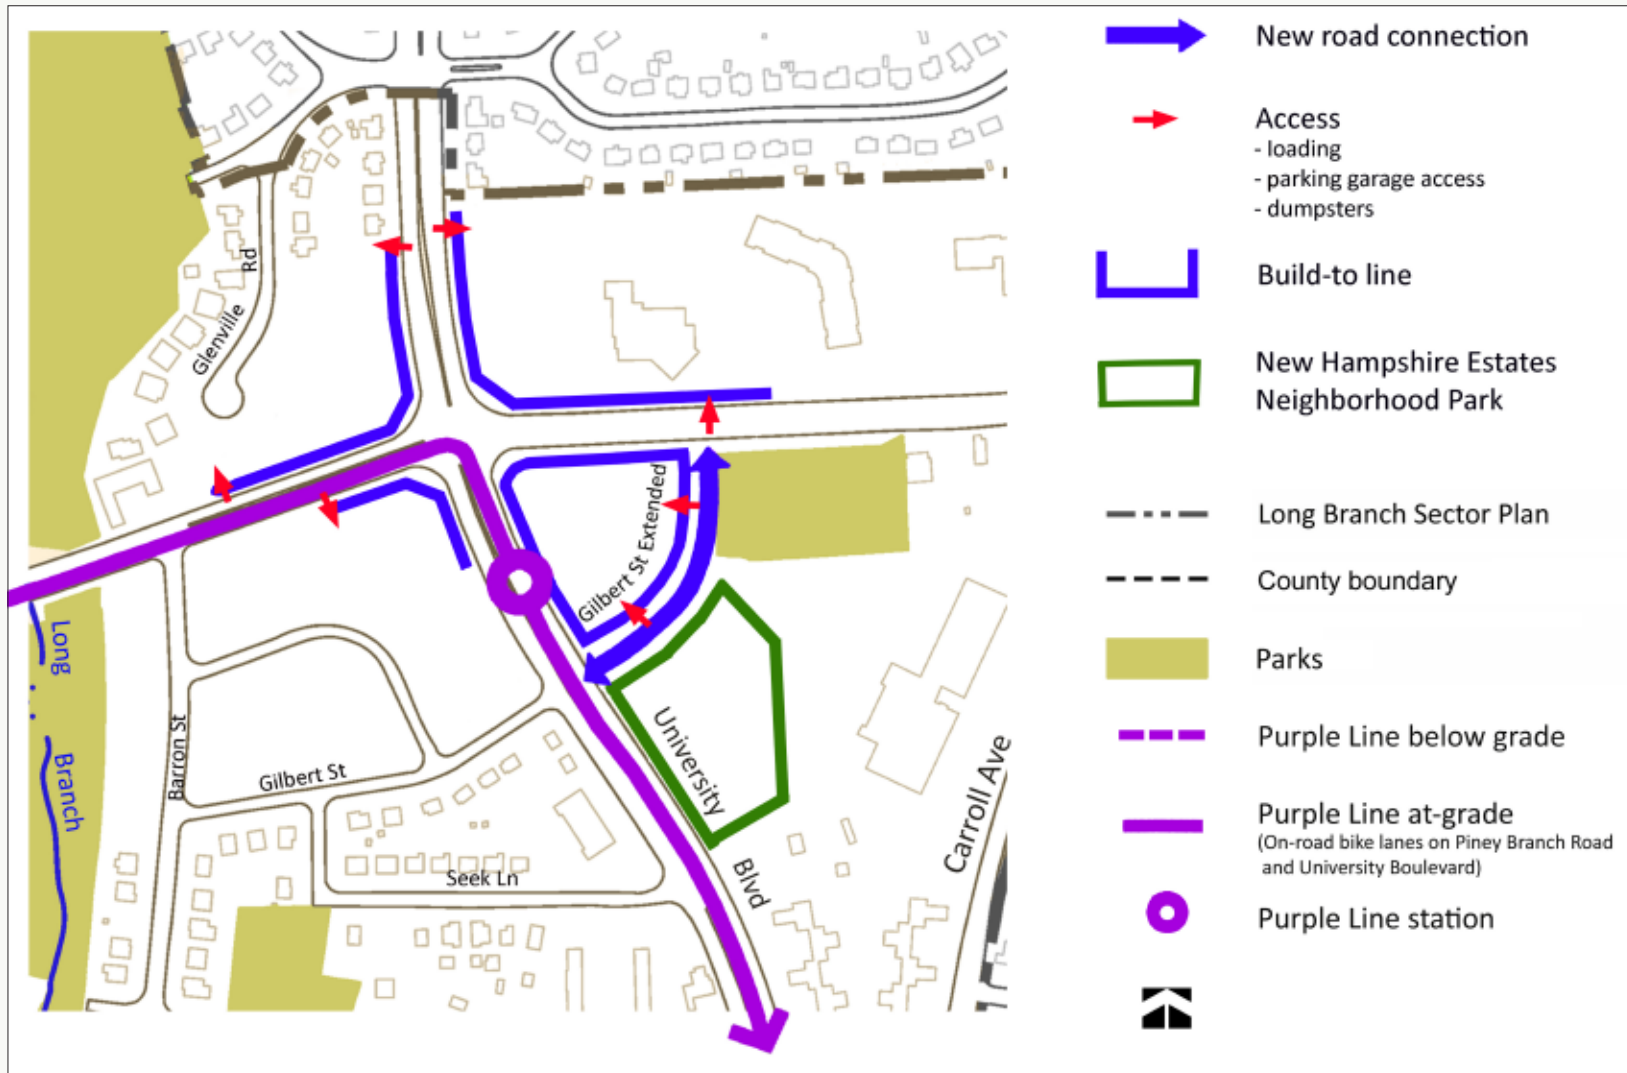 Glenville
Rd
Gilbert St Extended
Long
Branch
Barron St
Gilbert St
Seek Ln
University
Blvd
Carroll Ave
New road connection
Access
- loading
- parking garage access
- dumpsters
Build-to line
New Hampshire Estates
Neighborhood Park
Long Branch Sector Plan
County boundary
Parks
Purple Line below grade
Purple Line at-grade
(On-road bike lanes on Piney Branch Road
and University Boulevard)
Purple Line station